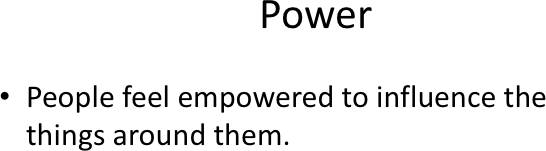 Power
• People feel empowered to influence the
things around them.